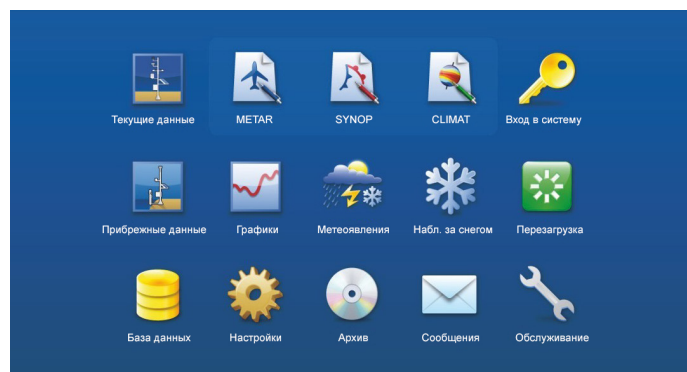 Текущие данные
METAR
SYNOP
CLIMAT
Вход в систему
Прибрежные данные
Графики
Метеоявления
Набл. за снегом
Перезагрузка
База данных
Настройки
Архив
Сообщения
Обслуживание